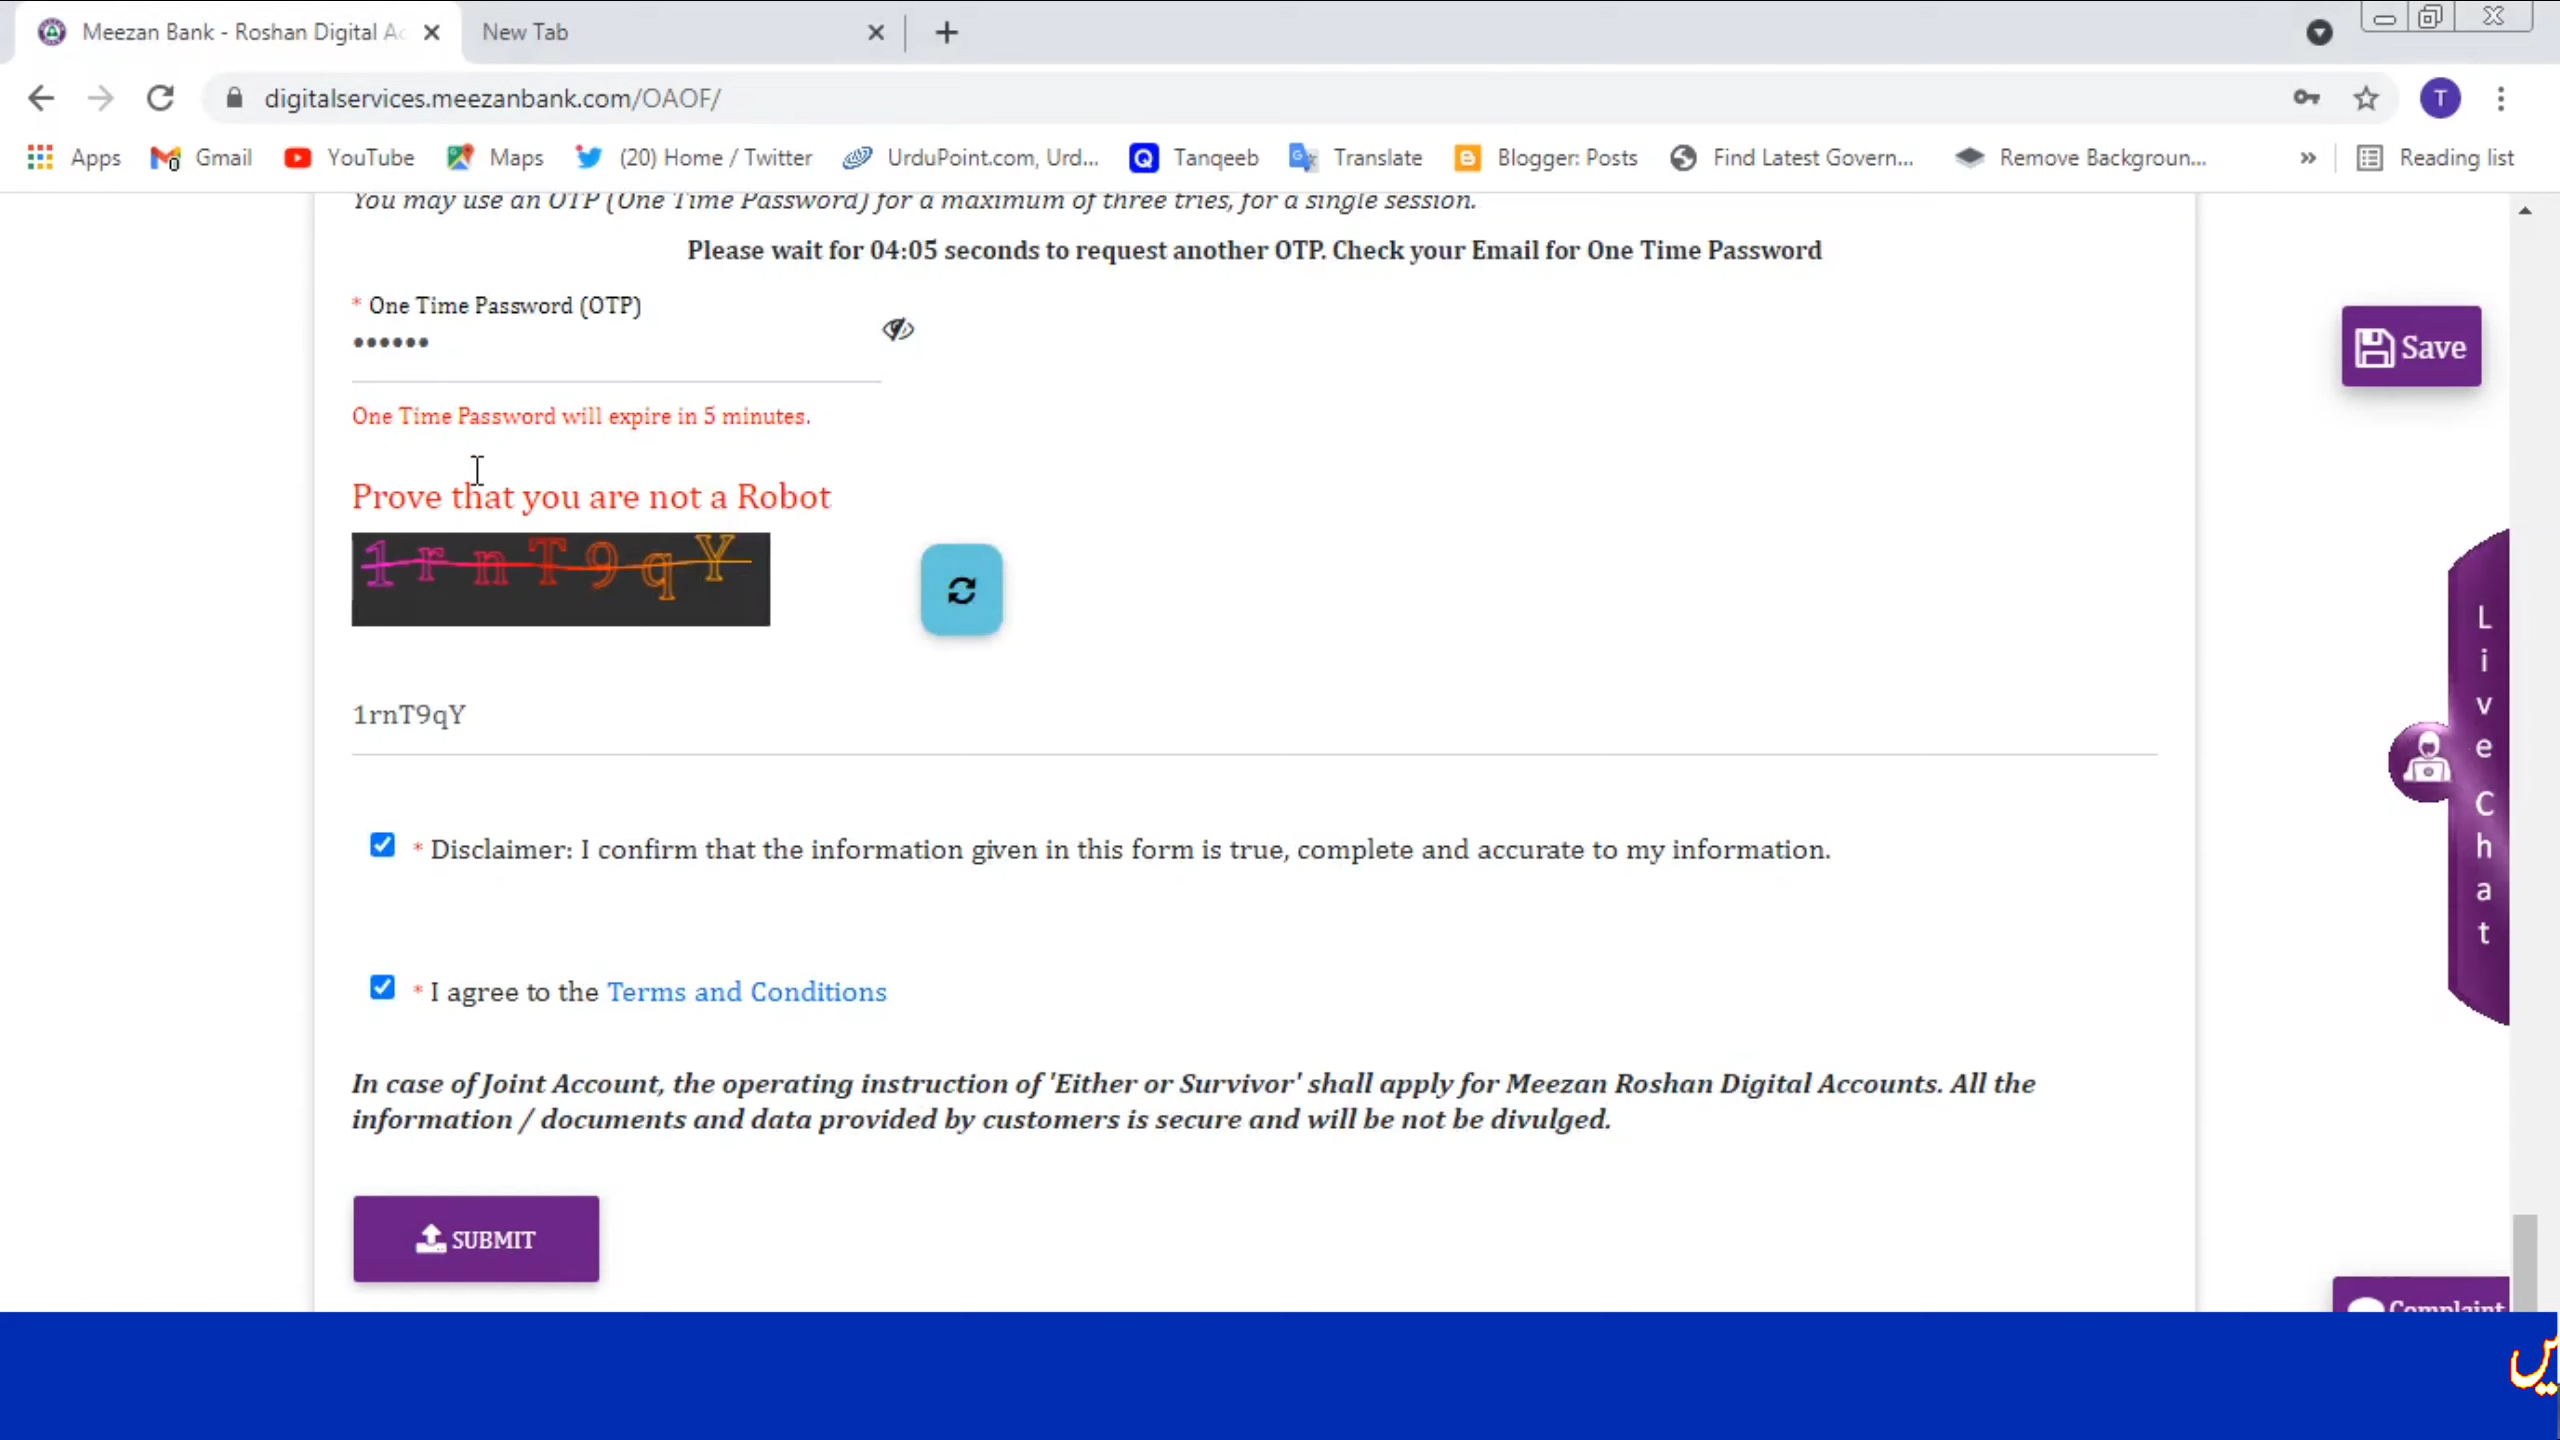 Meezan Bank - Roshan Digital Ac
New Tab
digitalservices.meezanbank.com/OAOF/
T
Apps Gmail YouTube Maps (20) Home / Twitter UrduPoint.com, Urd... Tanqeeb Translate Blogger: Posts Find Latest Govern... Remove Backgroun... » Reading list
You may use an OTP (One Time Password) for a maximum of three tries, for a single session.
Please wait for 04:05 seconds to request another OTP. Check your Email for One Time Password
* One Time Password (OTP)
••••••
Save
One Time Password will expire in 5 minutes.
Prove that you are not a Robot
1rnT9qY
1rnT9qY
Live Chat
* Disclaimer: I confirm that the information given in this form is true, complete and accurate to my information.
* I agree to the Terms and Conditions
In case of Joint Account, the operating instruction of 'Either or Survivor' shall apply for Meezan Roshan Digital Accounts. All the
information / documents and data provided by customers is secure and will be not be divulged.
SUBMIT
Complaint